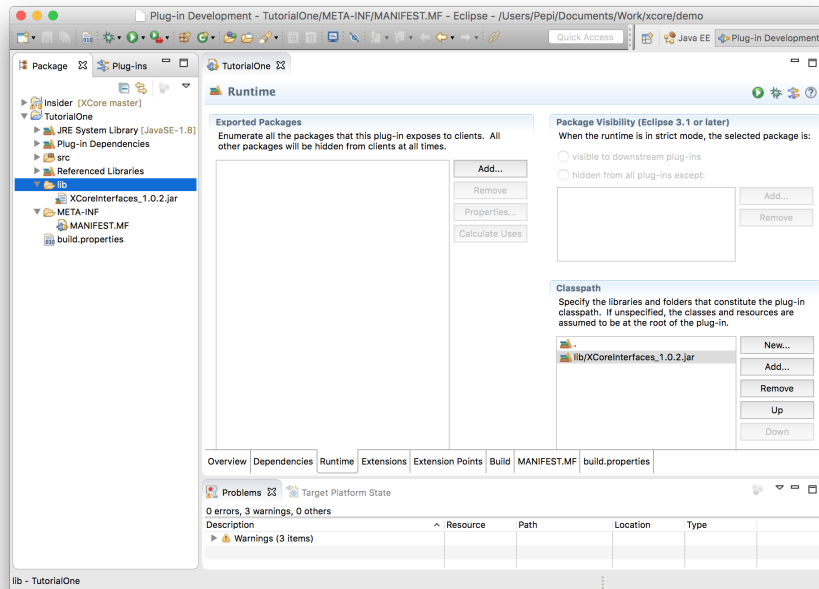 Plug-in Development - TutorialOne/META-INF/MANIFEST.MF - Eclipse - /Users/Pepi/Documents/Work/xcore/demo
Quick Access
Java EE
Plug-in Development
Package
Plug-ins
Insider [XCore master]
TutorialOne
JRE System Library [JavaSE-1.8]
Plug-in Dependencies
src
Referenced Libraries
lib
XCoreInterfaces_1.0.2.jar
META-INF
MANIFEST.MF
build.properties
TutorialOne
Runtime
Exported Packages
Enumerate all the packages that this plug-in exposes to clients. All
other packages will be hidden from clients at all times.
Add...
Remove
Properties...
Calculate Uses
Package Visibility (Eclipse 3.1 or later)
When the runtime is in strict mode, the selected package is:
visible to downstream plug-ins
hidden from all plug-ins except:
Add...
Remove
Classpath
Specify the libraries and folders that constitute the plug-in
classpath. If unspecified, the classes and resources are
assumed to be at the root of the plug-in.
.
lib/XCoreInterfaces_1.0.2.jar
New...
Add...
Remove
Up
Down
Overview Dependencies Runtime Extensions Extension Points Build MANIFEST.MF build.properties
Problems
Target Platform State
0 errors, 3 warnings, 0 others
Description Resource Path Location Type
Warnings (3 items)
lib - TutorialOne